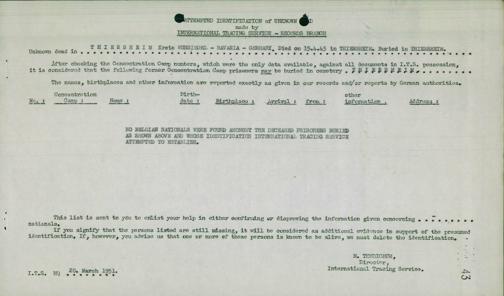 ATTEMPTED IDENTIFICATION of UNKNOWN DEAD
made by
INTERNATIONAL TRACING SERVICE - RECORDS BRANCH
Unknown dead in THIERSHEIM Kreis WUNSIEDEL - BAVARIA - GERMANY, Died on 19.4.45 in THIERSHEIM. Buried in THIERSHEIM.
After checking the Concentration Camp numbers, which were the only data available, against all documents in I.T.S. possession,
it is considered that the following former Concentration Camp prisoners may be buried in cemetery THIERSHEIM
The names, birthplaces and other information are reported exactly as given in our records and/or reports by German authorities.
Concentration Birth- other
No. : Camp : Name : date : Birthplace : Arrival : from : information : Address :
NO BELGIAN NATIONALS WERE FOUND AMONGST THE DECEASED PRISONERS BURIED
AS SHOWN ABOVE AND WHOSE IDENTIFICATION INTERNATIONAL TRACING SERVICE
ATTEMPTED TO ESTABLISH.
This list is sent to you to enlist your help in either confirming or disproving the information given concerning . . . . . . . .
nationals.
If you signify that the persons listed are still missing, it will be considered as additional evidence in support of the presumed
identification. If, however, you advise us that one or more of these persons is known to be alive, we must delete the identification.
Director,
International Tracing Service.
I.T.S. HQ 20. March 1951.
43